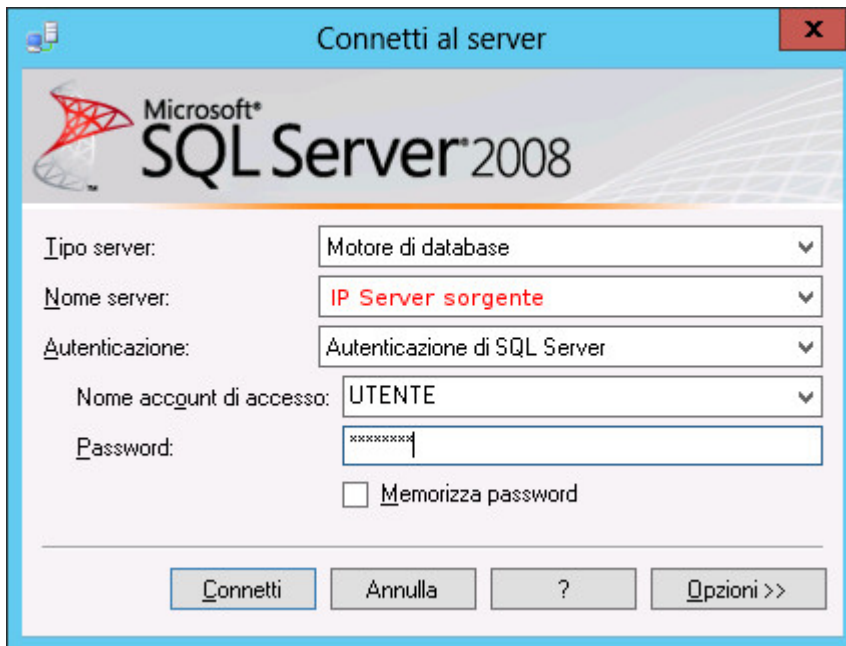 Connetti al server
x
Microsoft®
SQL Server® 2008
Tipo server: Motore di database
Nome server: IP Server sorgente
Autenticazione: Autenticazione di SQL Server
Nome account di accesso: UTENTE
Password: ********
Memorizza password
Connetti Annulla ? Opzioni >>